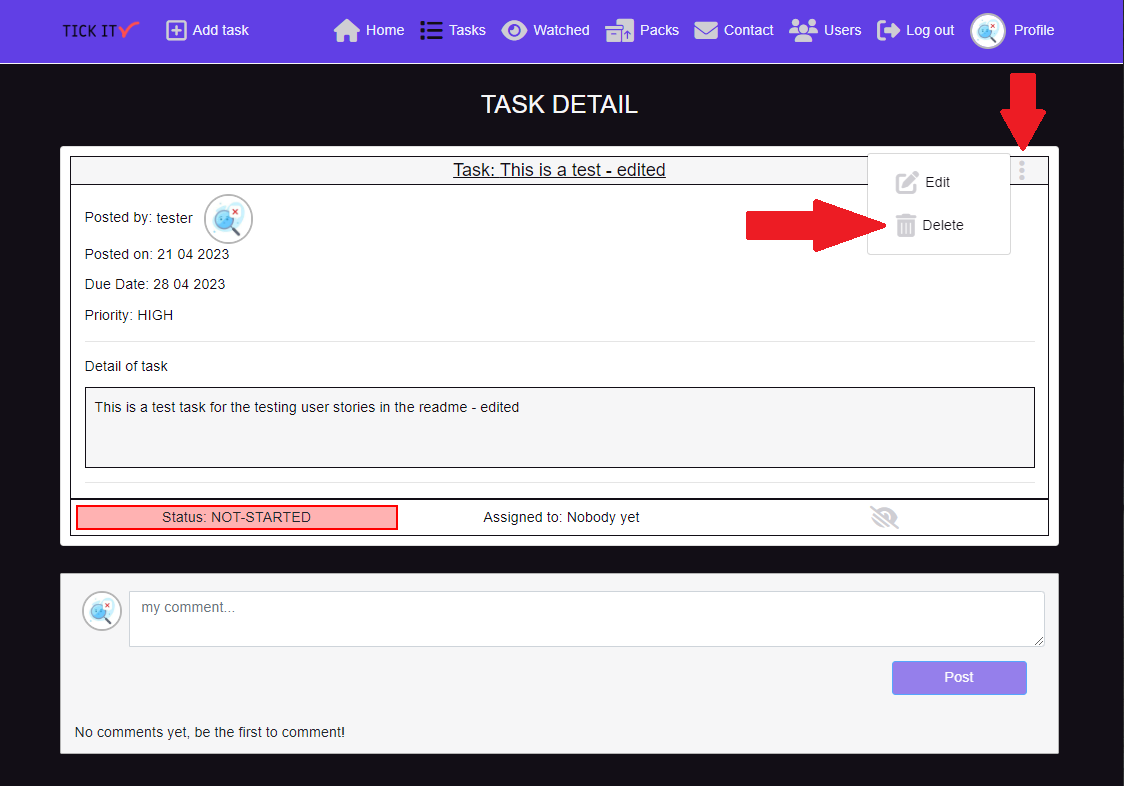 TICK IT Add task Home Tasks Watched Packs Contact Users Log out Profile
TASK DETAIL
Task: This is a test - edited
Edit
Delete
Posted by: tester
Posted on: 21 04 2023
Due Date: 28 04 2023
Priority: HIGH
Detail of task
This is a test task for the testing user stories in the readme - edited
Status: NOT-STARTED Assigned to: Nobody yet
my comment...
Post
No comments yet, be the first to comment!